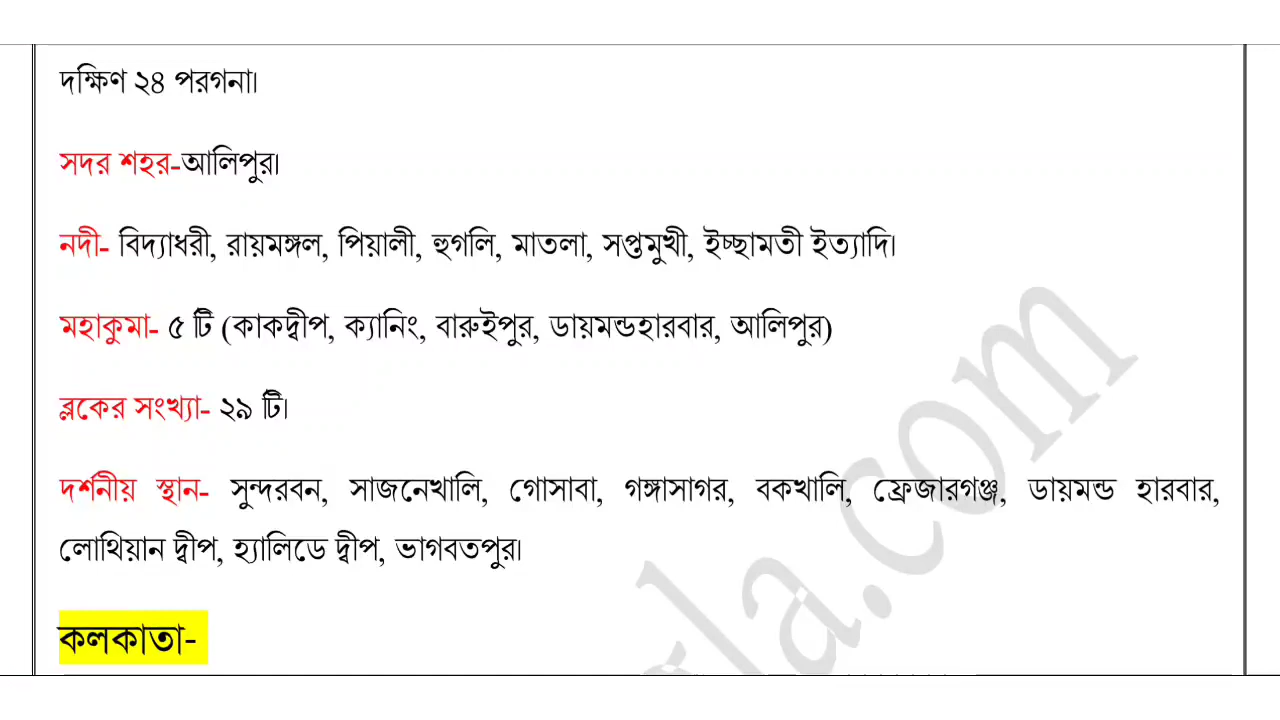 দক্ষিণ ২৪ পরগনা।
সদর শহর-আলিপুর।
নদী- বিদ্যাধরী, রায়মঙ্গল, পিয়ালী, হুগলি, মাতলা, সপ্তমুখী, ইচ্ছামতী ইত্যাদি।
মহাকুমা- ৫ টি (কাকদ্বীপ, ক্যানিং, বারুইপুর, ডায়মন্ডহারবার, আলিপুর)
ব্লকের সংখ্যা- ২৯ টি।
দর্শনীয় স্থান- সুন্দরবন, সাজনেখালি, গোসাবা, গঙ্গাসাগর, বকখালি, ফ্রেজারগঞ্জ, ডায়মন্ড হারবার,
লোথিয়ান দ্বীপ, হ্যালিডে দ্বীপ, ভাগবতপুর।
কলকাতা-
gla.com